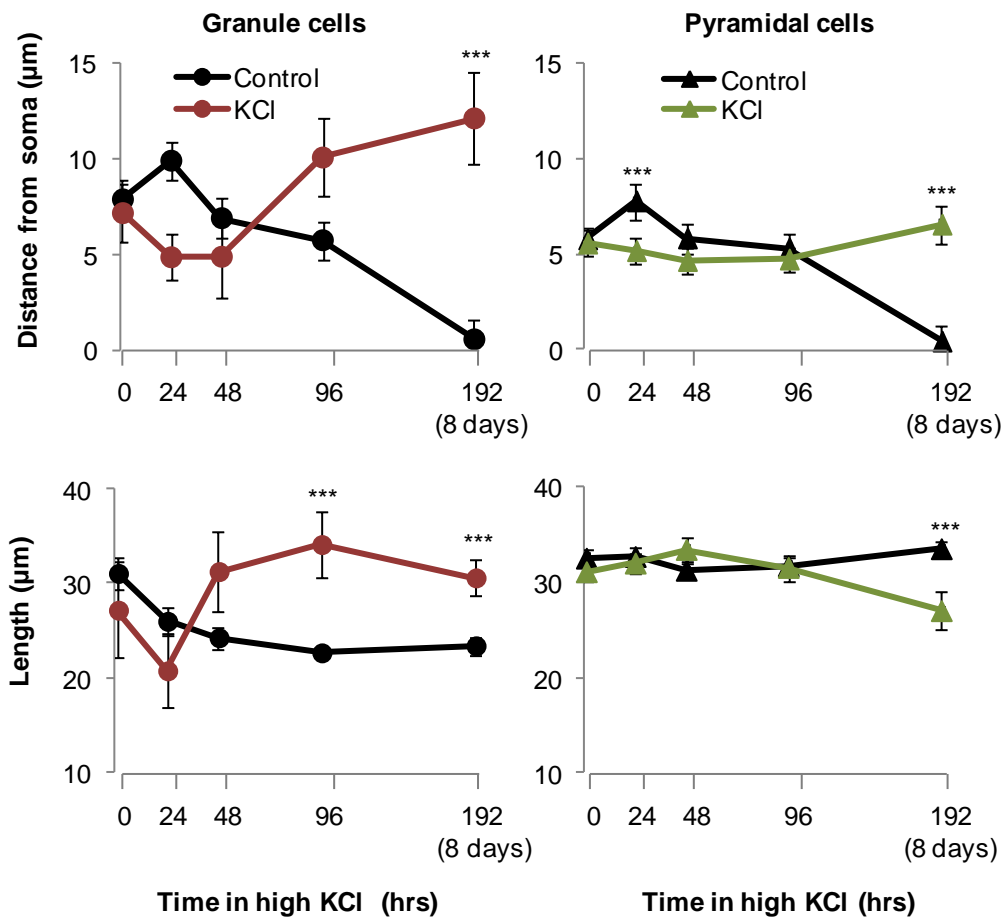 Granule cells
Pyramidal cells
Distance from soma (µm)
15
10
5
0
***
Control
KCl
0 24 48 96 192
(8 days)
15
10
5
0
***
***
Control
KCl
0 24 48 96 192
(8 days)
Length (µm)
40
30
20
10
***
***
0 24 48 96 192
(8 days)
Time in high KCl (hrs)
40
30
20
10
***
0 24 48 96 192
(8 days)
Time in high KCl (hrs)